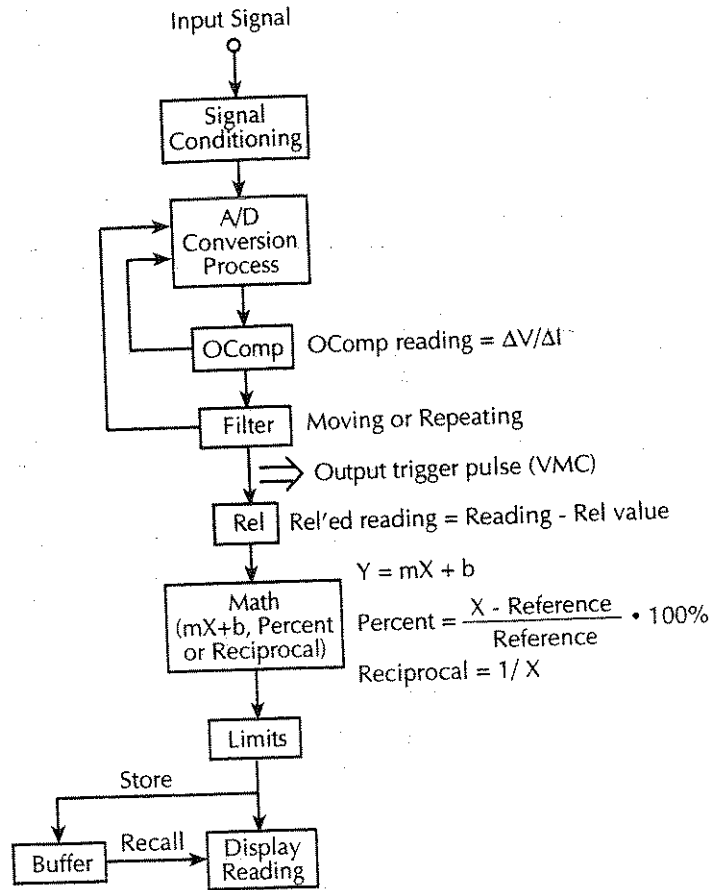 Input Signal
Signal
Conditioning
A/D
Conversion
Process
OComp
OComp reading = ΔV/ΔI
Filter
Moving or Repeating
Output trigger pulse (VMC)
Rel
Rel'ed reading = Reading - Rel value
Math
(mX+b, Percent
or Reciprocal)
Y = mX + b
Percent = X - Reference / Reference • 100%
Reciprocal = 1/ X
Limits
Store
Buffer
Recall
Display
Reading